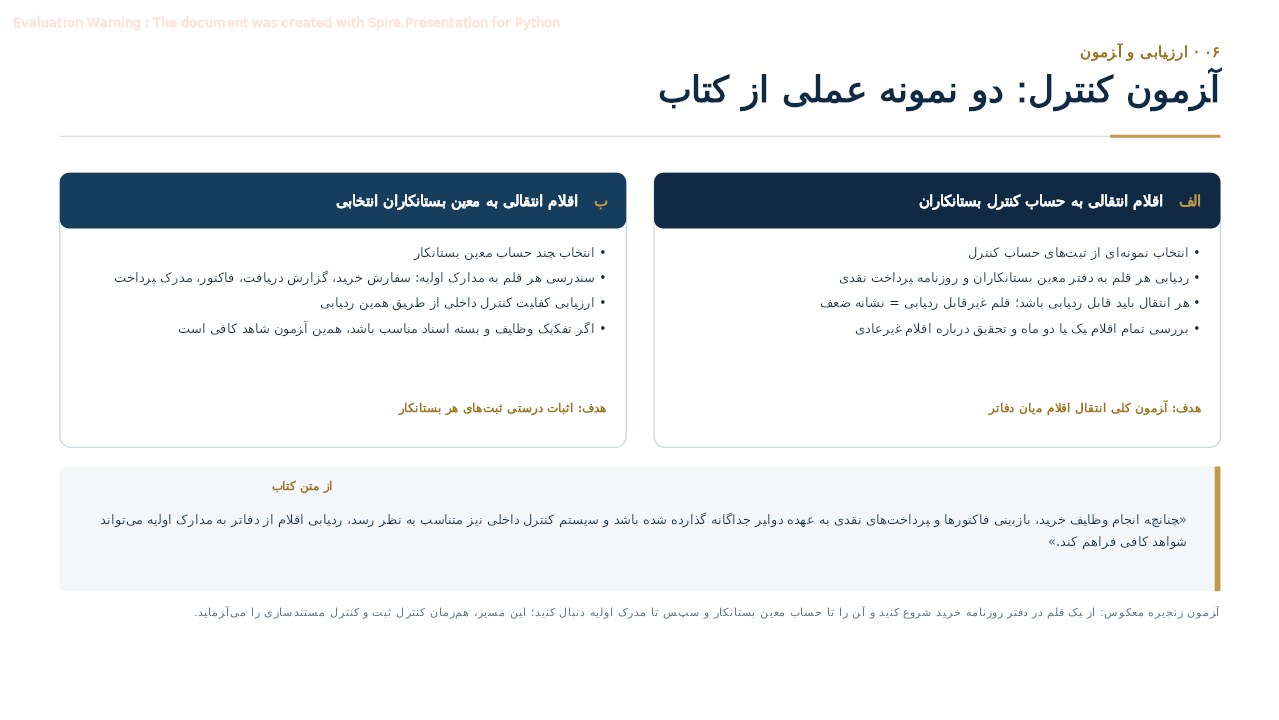 Evaluation Warning : The document was created with Spire.Presentation for Python
۰۶ · ارزیابی و آزمون
آزمون کنترل: دو نمونه عملی از کتاب
الف اقلام انتقالی به حساب کنترل بستانکاران
• انتخاب نمونه‌ای از ثبت‌های حساب کنترل
• ردیابی هر قلم به دفتر معین بستانکاران و روزنامه پرداخت نقدی
• هر انتقال باید قابل ردیابی باشد؛ قلم غیرقابل ردیابی = نشانه ضعف
• بررسی تمام اقلام یک یا دو ماه و تحقیق درباره اقلام غیرعادی
هدف: آزمون کلی انتقال اقلام میان دفاتر
ب اقلام انتقالی به معین بستانکاران انتخابی
• انتخاب چند حساب معین بستانکار
• سندرسی هر قلم به مدارک اولیه: سفارش خرید، گزارش دریافت، فاکتور، مدرک پرداخت
• ارزیابی کفایت کنترل داخلی از طریق همین ردیابی
• اگر تفکیک وظایف و بسته اسناد مناسب باشد، همین آزمون شاهد کافی است
هدف: اثبات درستی ثبت‌های هر بستانکار
از متن کتاب
«چنانچه انجام وظایف خرید، بازبینی فاکتورها و پرداخت‌های نقدی به عهده دوایر جداگانه گذارده شده باشد و سیستم کنترل داخلی نیز متناسب به نظر رسد، ردیابی اقلام از دفاتر به مدارک اولیه می‌تواند
شواهد کافی فراهم کند.»
آزمون زنجیره معکوس: از یک قلم در دفتر روزنامه خرید شروع کنید و آن را تا حساب معین بستانکار و سپس تا مدرک اولیه دنبال کنید؛ این مسیر، هم‌زمان کنترل ثبت و کنترل مستندسازی را می‌آزماید.